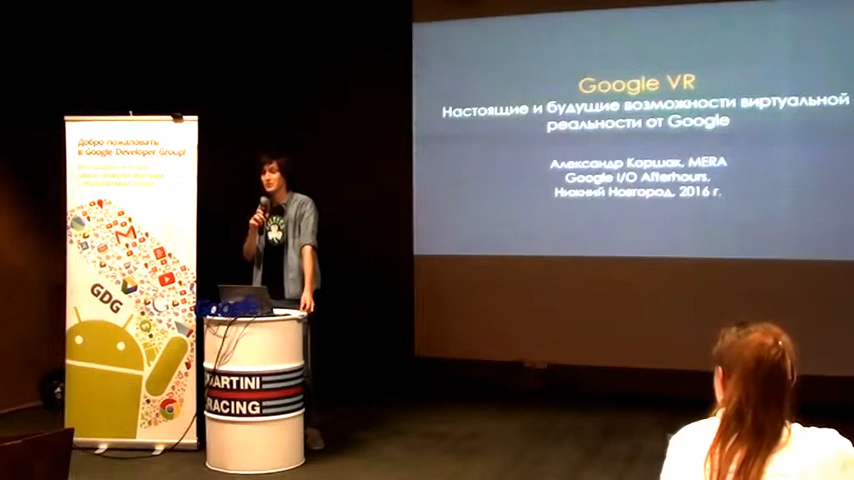 Google VR
Настоящие и будущие возможности виртуальной
реальности от Google
Александр Коршак, MERA
Google I/O Afterhours,
Нижний Новгород, 2016 г.
Добро пожаловать
в Google Developer Group!
GDG
Google
MARTINI
RACING